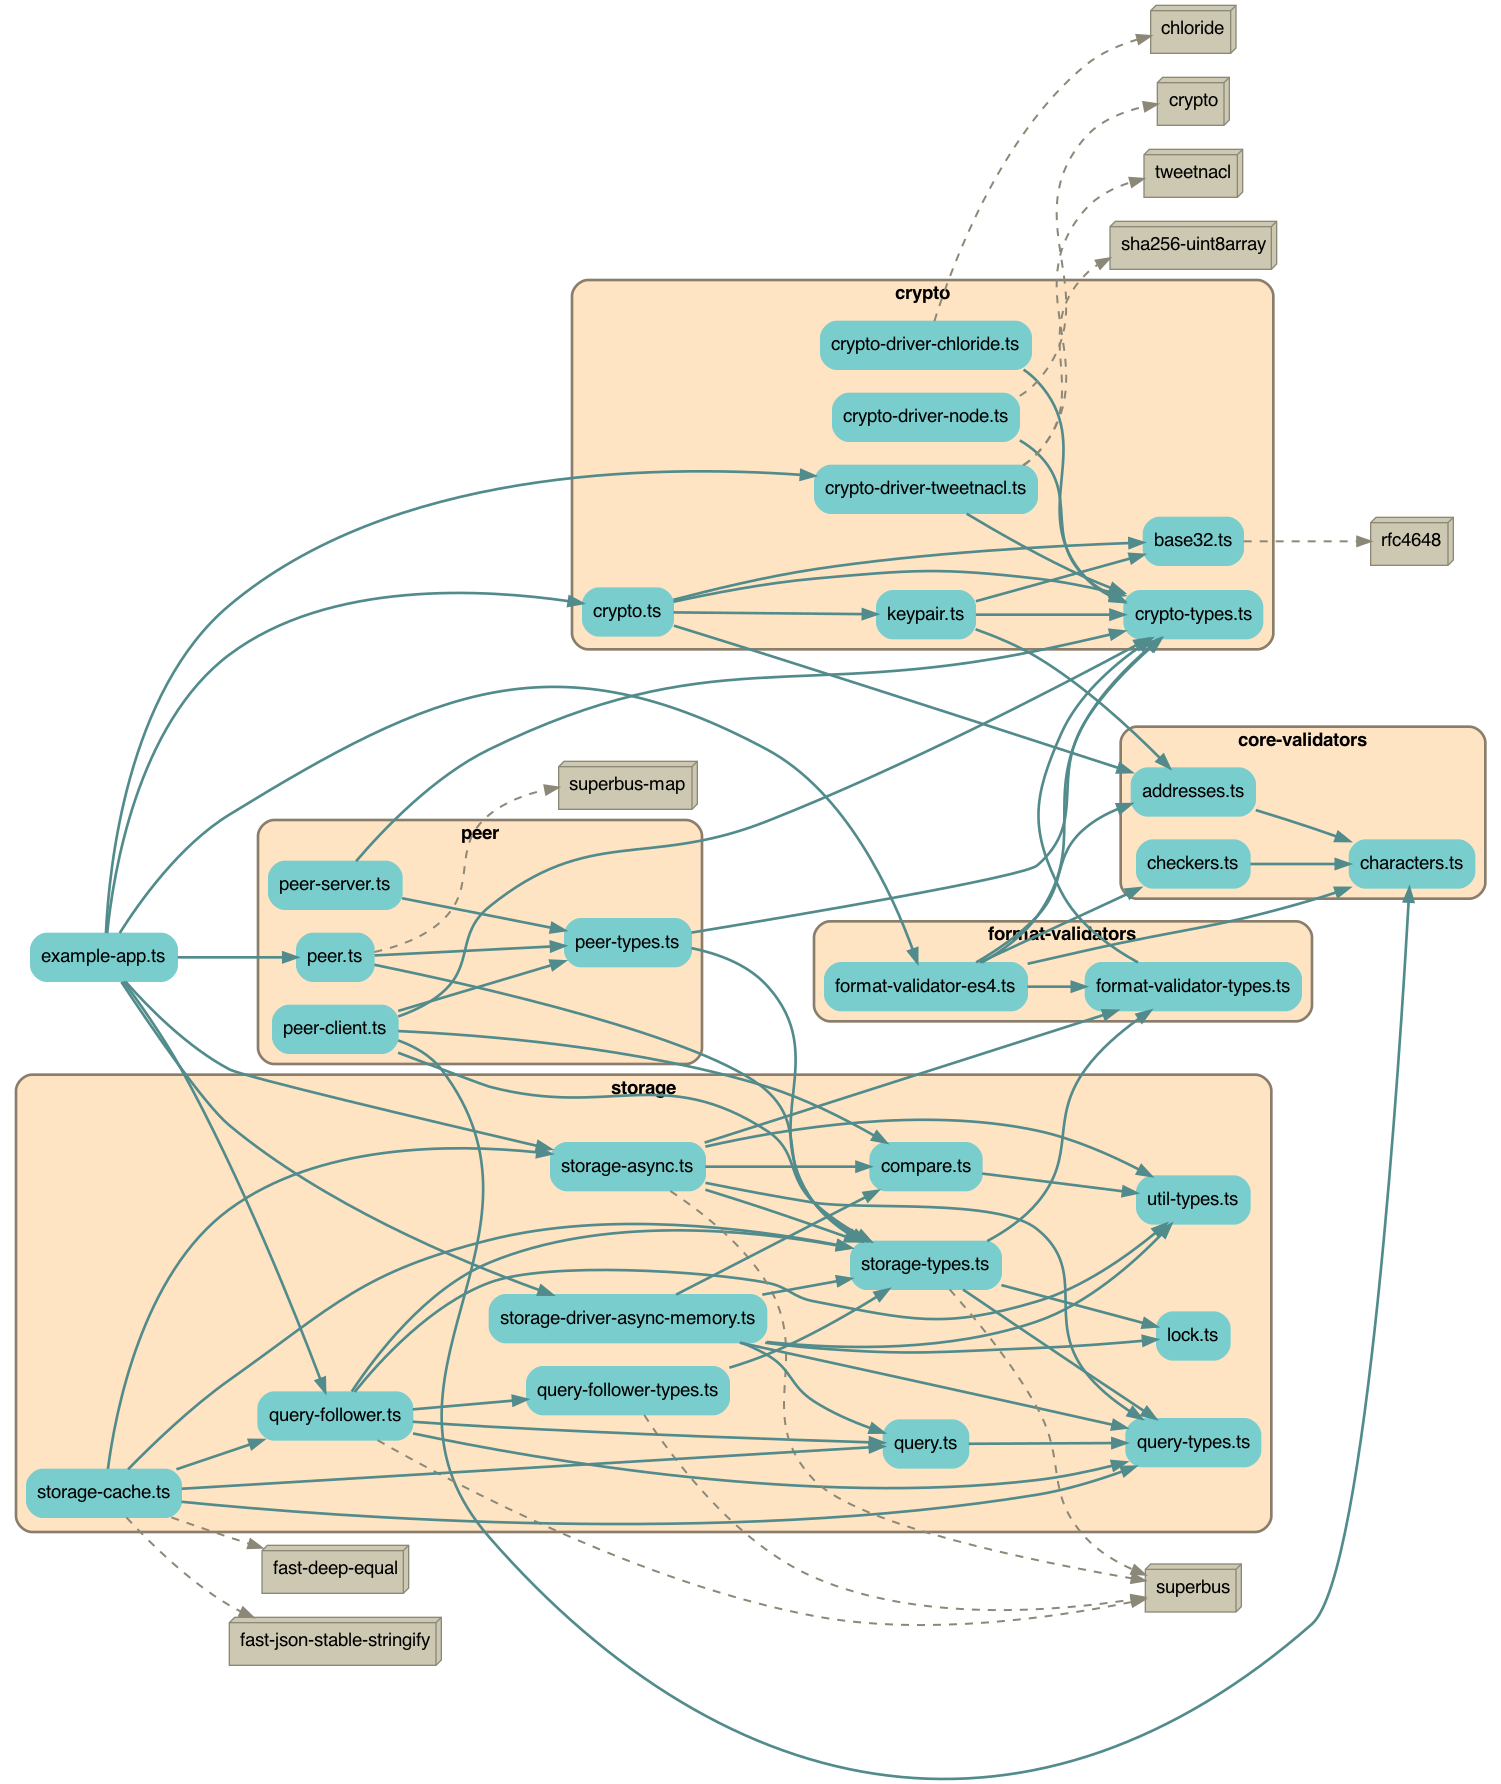 chloride
crypto
tweetnacl
sha256-uint8array
crypto
crypto-driver-chloride.ts
crypto-driver-node.ts
crypto-driver-tweetnacl.ts
base32.ts
rfc4648
crypto.ts
keypair.ts
crypto-types.ts
core-validators
addresses.ts
checkers.ts
characters.ts
superbus-map
peer
peer-server.ts
peer-types.ts
example-app.ts
peer.ts
peer-client.ts
format-validators
format-validator-es4.ts
format-validator-types.ts
storage
storage-async.ts
compare.ts
util-types.ts
storage-types.ts
storage-driver-async-memory.ts
lock.ts
query-follower-types.ts
query-follower.ts
query.ts
query-types.ts
storage-cache.ts
fast-deep-equal
superbus
fast-json-stable-stringify